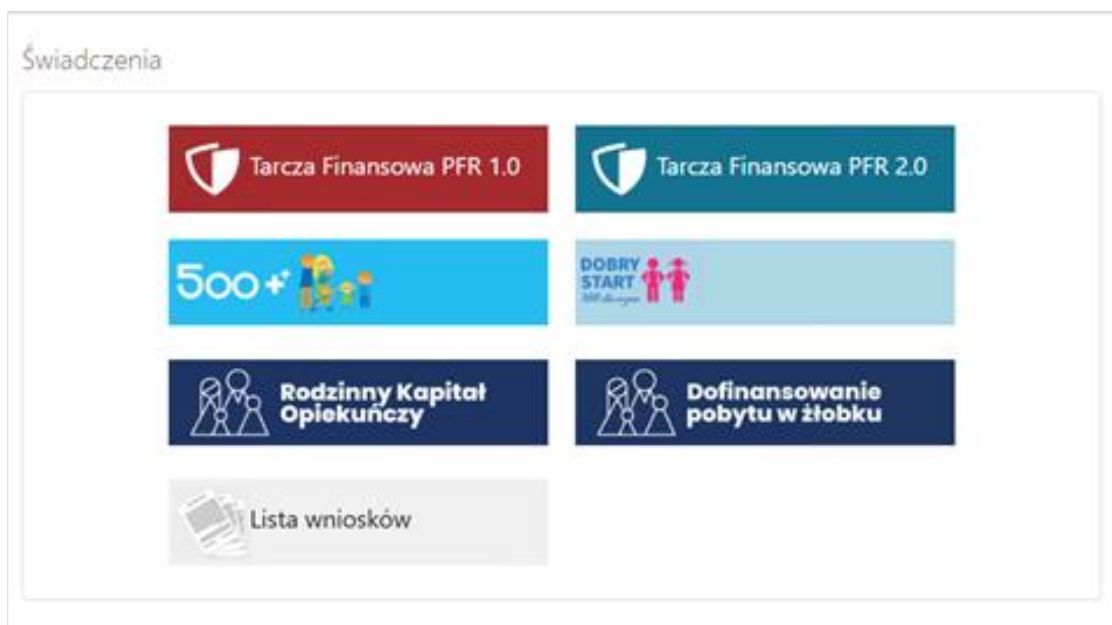 Świadczenia
Tarcza Finansowa PFR 1.0
Tarcza Finansowa PFR 2.0
500+
DOBRY
START
Rodzinny Kapitał
Opiekuńczy
Dofinansowanie
pobytu w żłobku
Lista wniosków